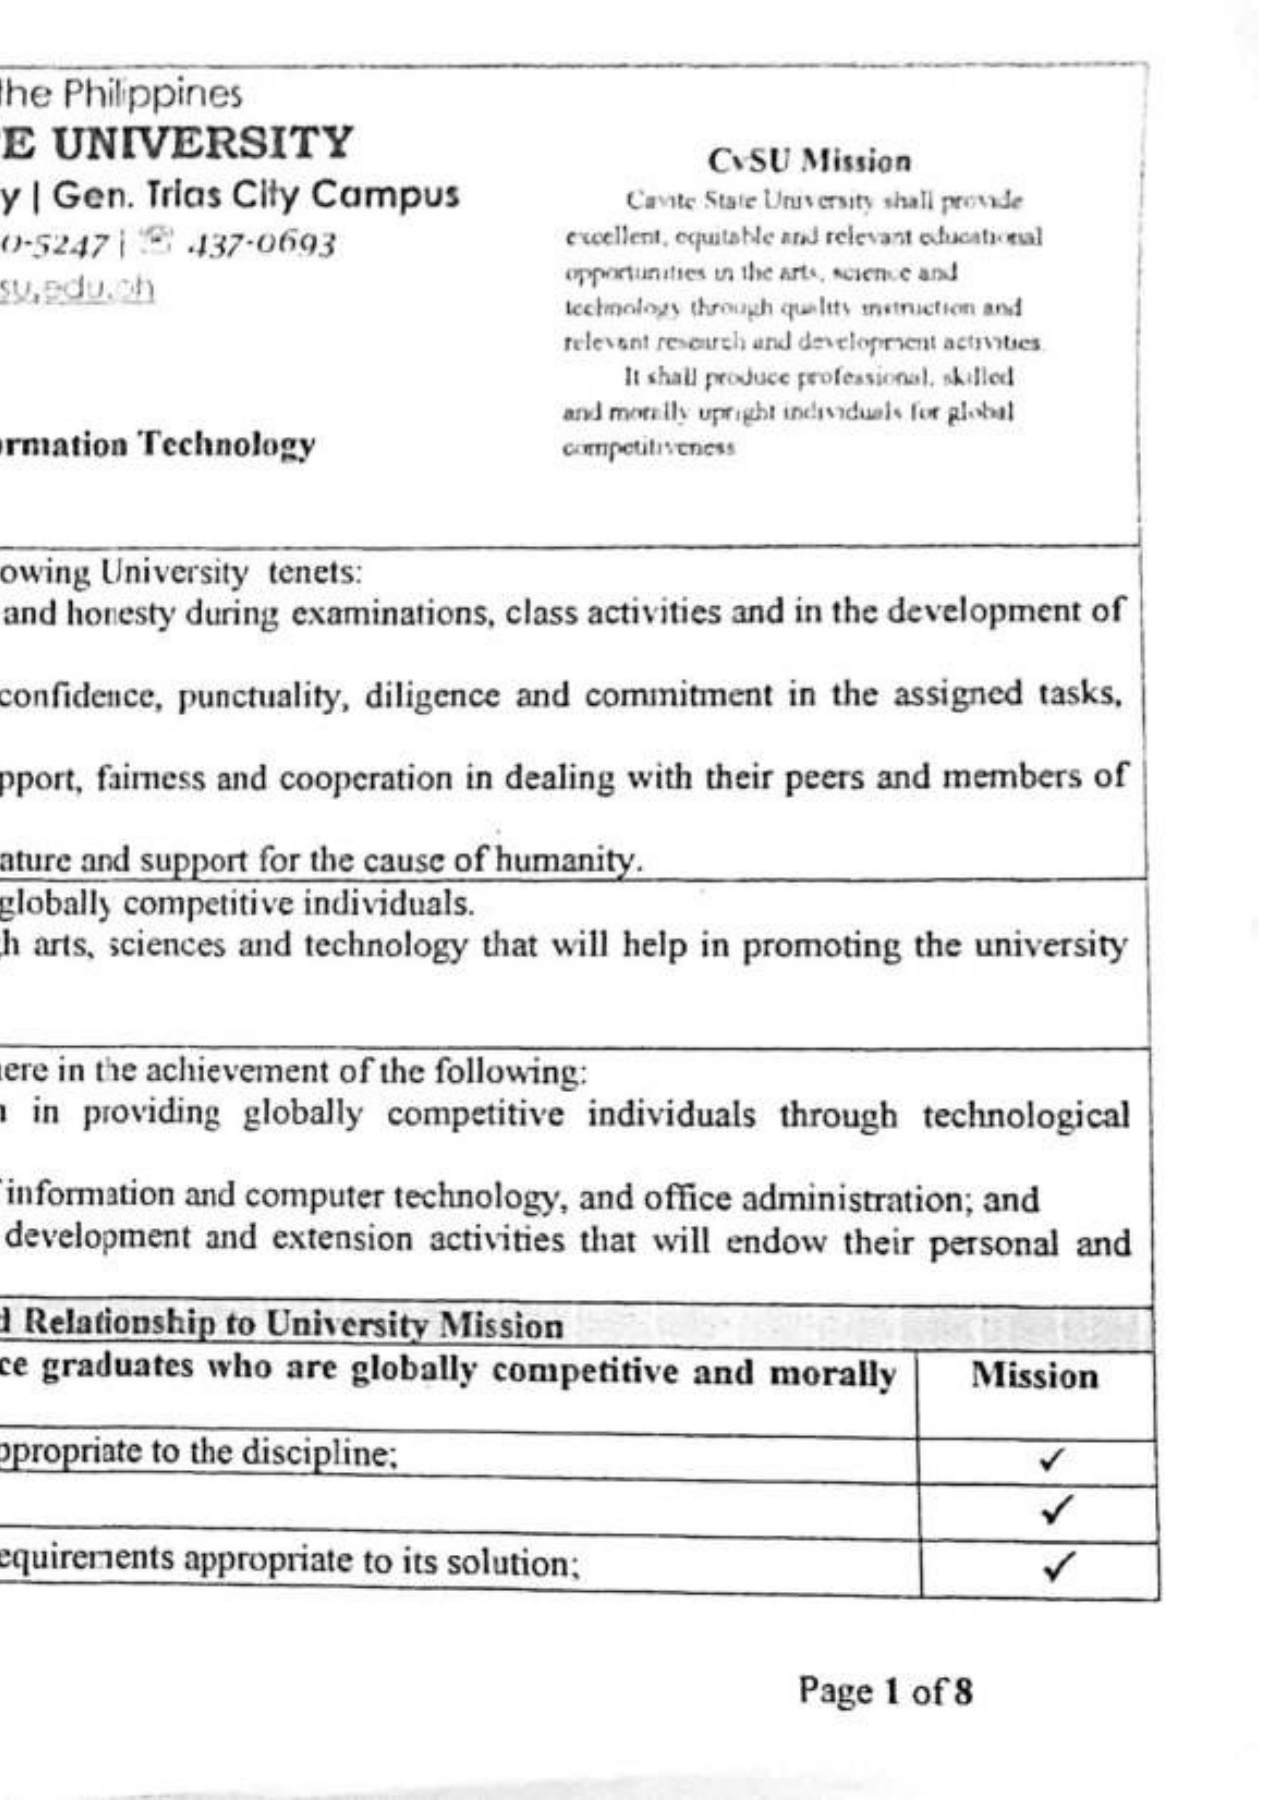 the Philippines
E UNIVERSITY
y | Gen. Trias City Campus
0-5247 | ☏ 437-0693
su.edu.ph
rmation Technology
CvSU Mission
Cavite State University shall provide
excellent, equitable and relevant educational
opportunities in the arts, science and
technology through quality instruction and
relevant research and development activities.
It shall produce professional, skilled
and morally upright individuals for global
competitiveness
owing University tenets:
and honesty during examinations, class activities and in the development of
confidence, punctuality, diligence and commitment in the assigned tasks,
pport, fairness and cooperation in dealing with their peers and members of
ature and support for the cause of humanity.
globally competitive individuals.
h arts, sciences and technology that will help in promoting the university
ere in the achievement of the following:
n in providing globally competitive individuals through technological
information and computer technology, and office administration; and
development and extension activities that will endow their personal and
d Relationship to University Mission
ce graduates who are globally competitive and morally
Mission
ppropriate to the discipline;
✓
✓
equirements appropriate to its solution;
✓
Page 1 of 8